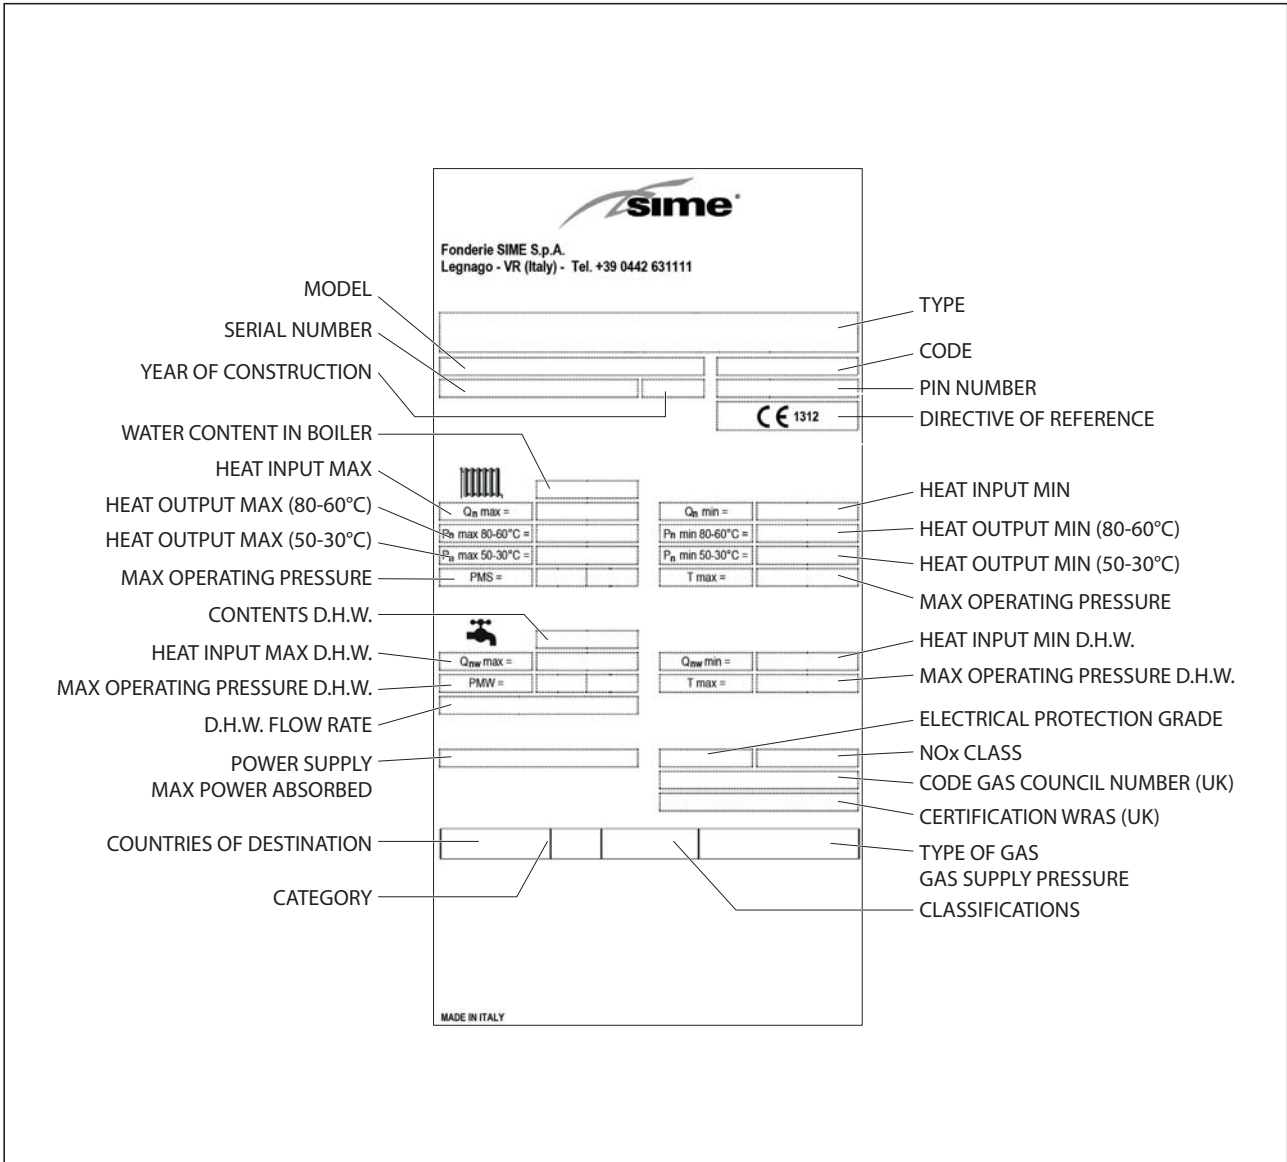 sime®
Fonderie SIME S.p.A.
Legnago - VR (Italy) - Tel. +39 0442 631111
MODEL
SERIAL NUMBER
YEAR OF CONSTRUCTION
WATER CONTENT IN BOILER
HEAT INPUT MAX
HEAT OUTPUT MAX (80-60°C)
HEAT OUTPUT MAX (50-30°C)
MAX OPERATING PRESSURE
CONTENTS D.H.W.
HEAT INPUT MAX D.H.W.
MAX OPERATING PRESSURE D.H.W.
D.H.W. FLOW RATE
POWER SUPPLY
MAX POWER ABSORBED
COUNTRIES OF DESTINATION
CATEGORY
CE 1312
Qn max =
Pn max 80-60°C =
Pn max 50-30°C =
PMS =
Qn min =
Pn min 80-60°C =
Pn min 50-30°C =
T max =
Qnw max =
PMW =
Qnw min =
T max =
TYPE
CODE
PIN NUMBER
DIRECTIVE OF REFERENCE
HEAT INPUT MIN
HEAT OUTPUT MIN (80-60°C)
HEAT OUTPUT MIN (50-30°C)
MAX OPERATING PRESSURE
HEAT INPUT MIN D.H.W.
MAX OPERATING PRESSURE D.H.W.
ELECTRICAL PROTECTION GRADE
NOx CLASS
CODE GAS COUNCIL NUMBER (UK)
CERTIFICATION WRAS (UK)
TYPE OF GAS
GAS SUPPLY PRESSURE
CLASSIFICATIONS
MADE IN ITALY